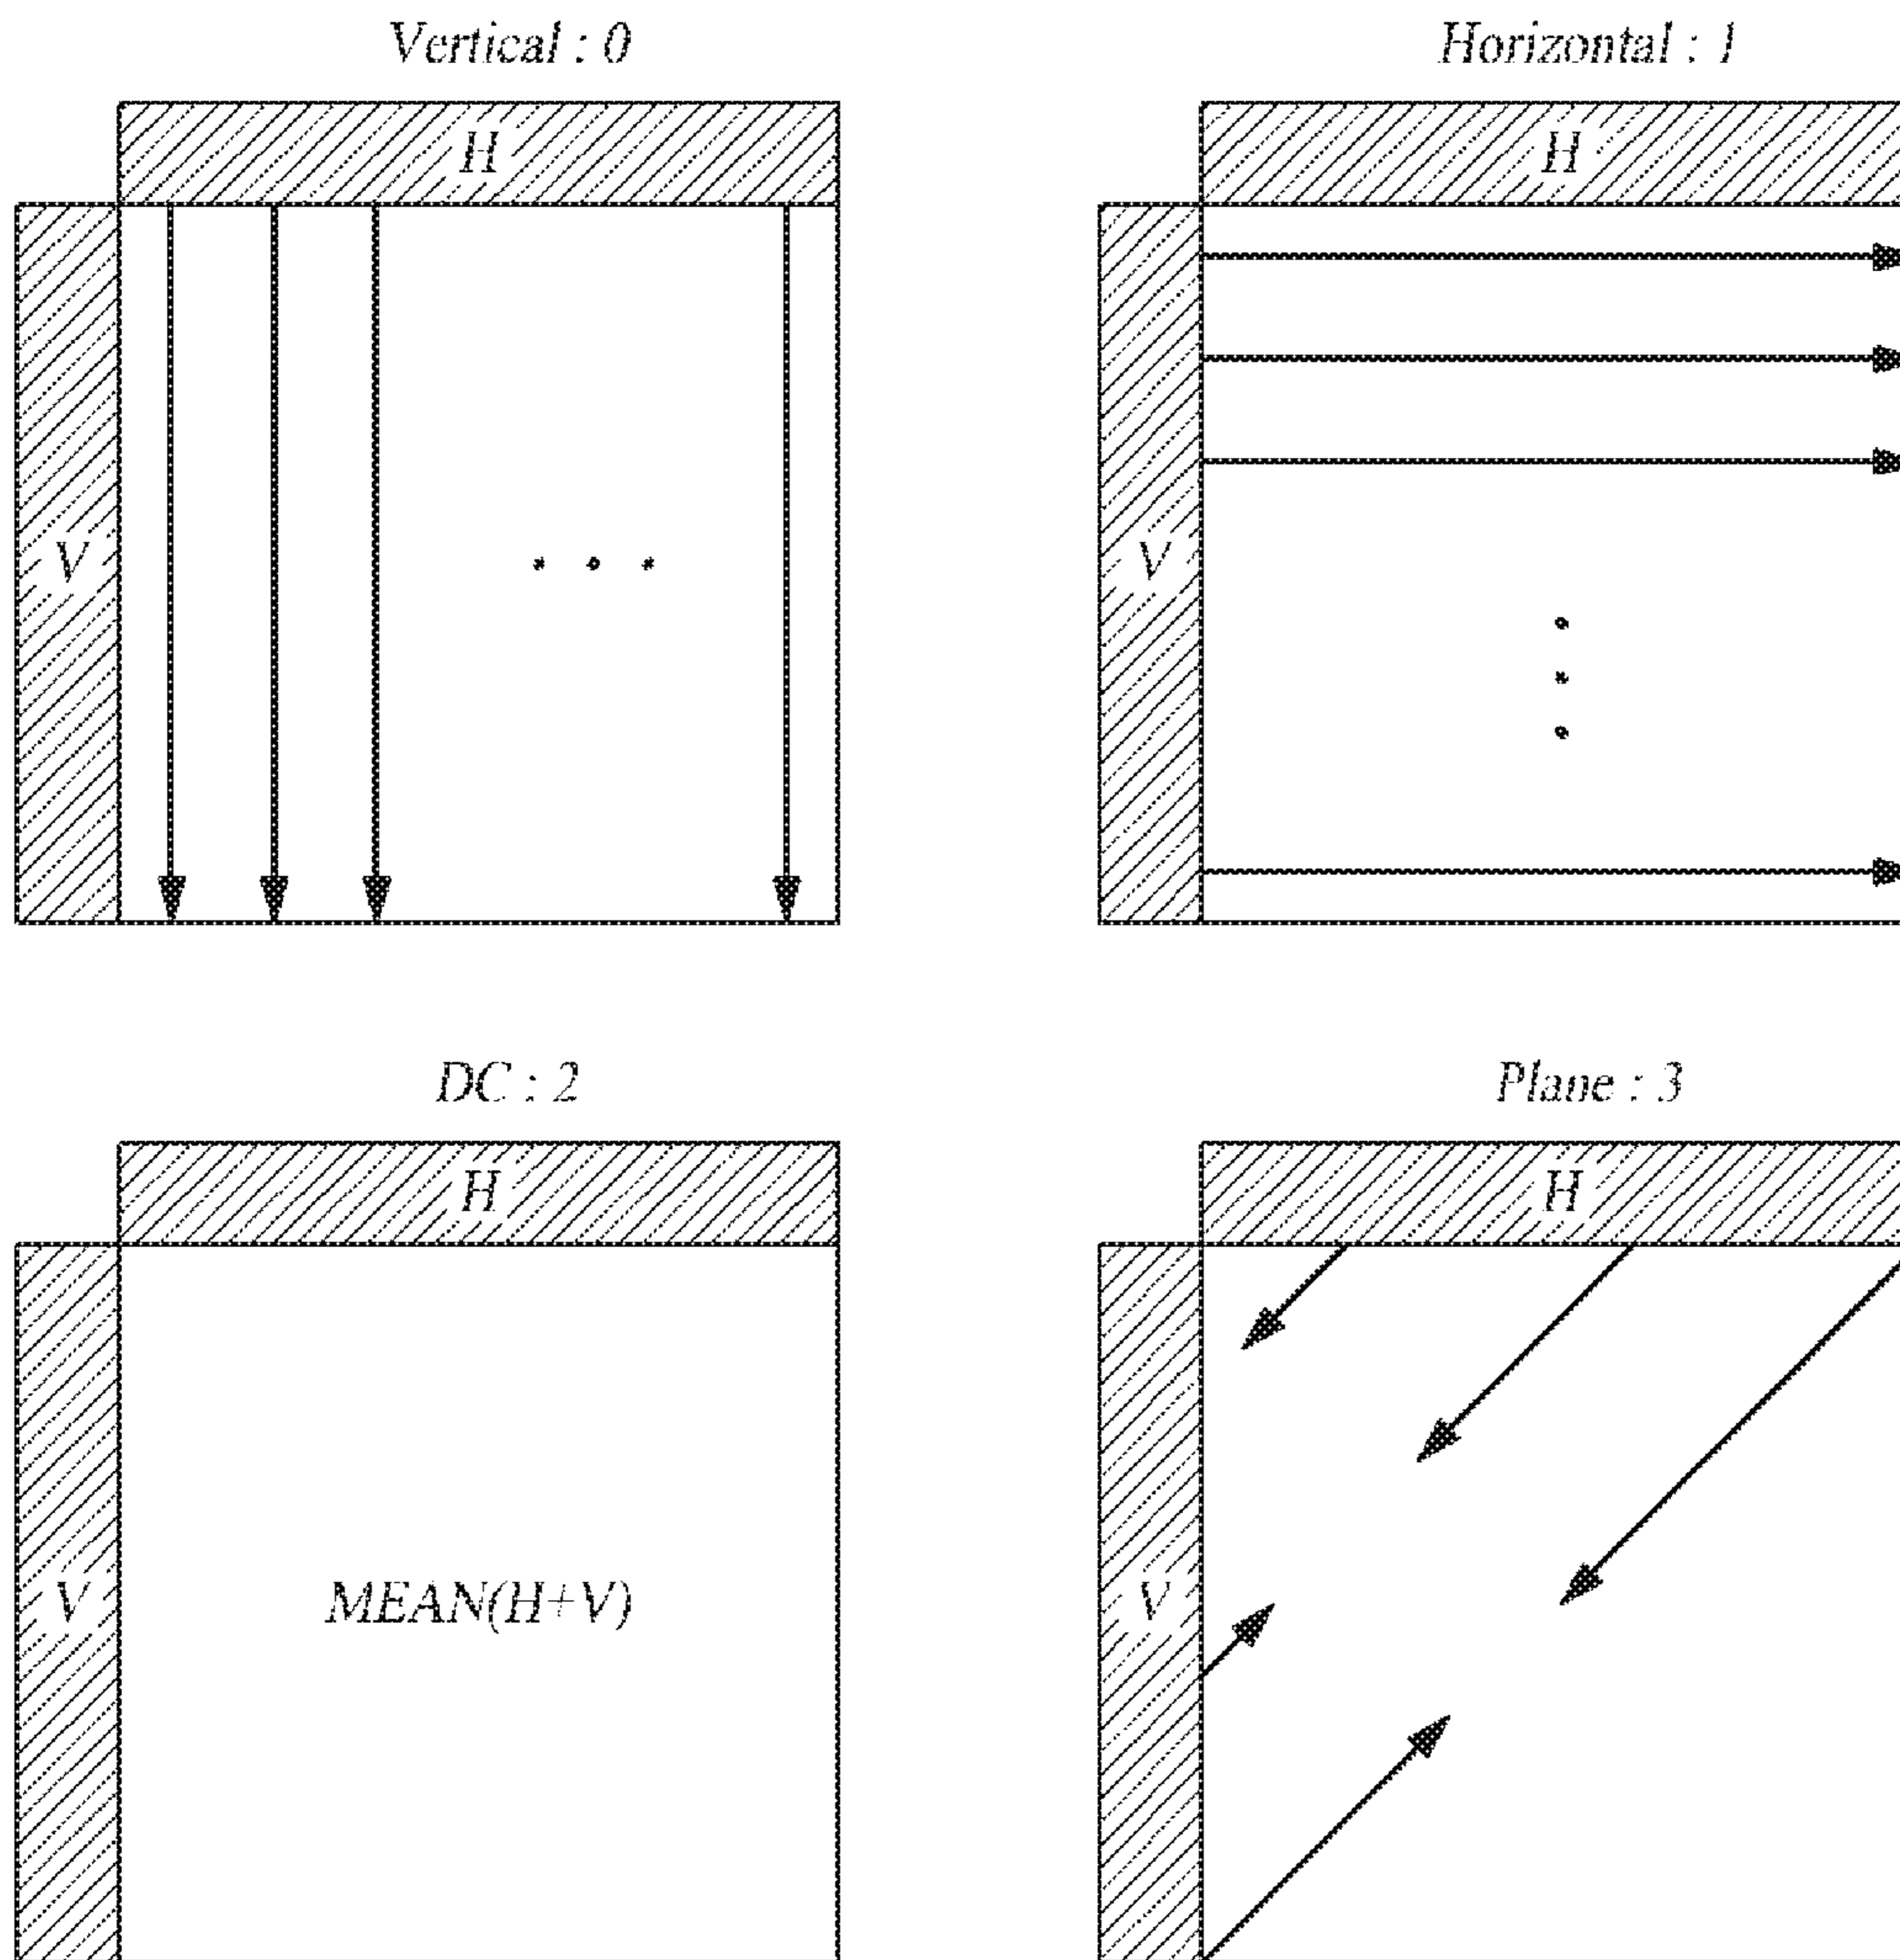 Vertical : 0
H
V
Horizontal : 1
H
V
DC : 2
H
V
MEAN(H+V)
Plane : 3
H
V